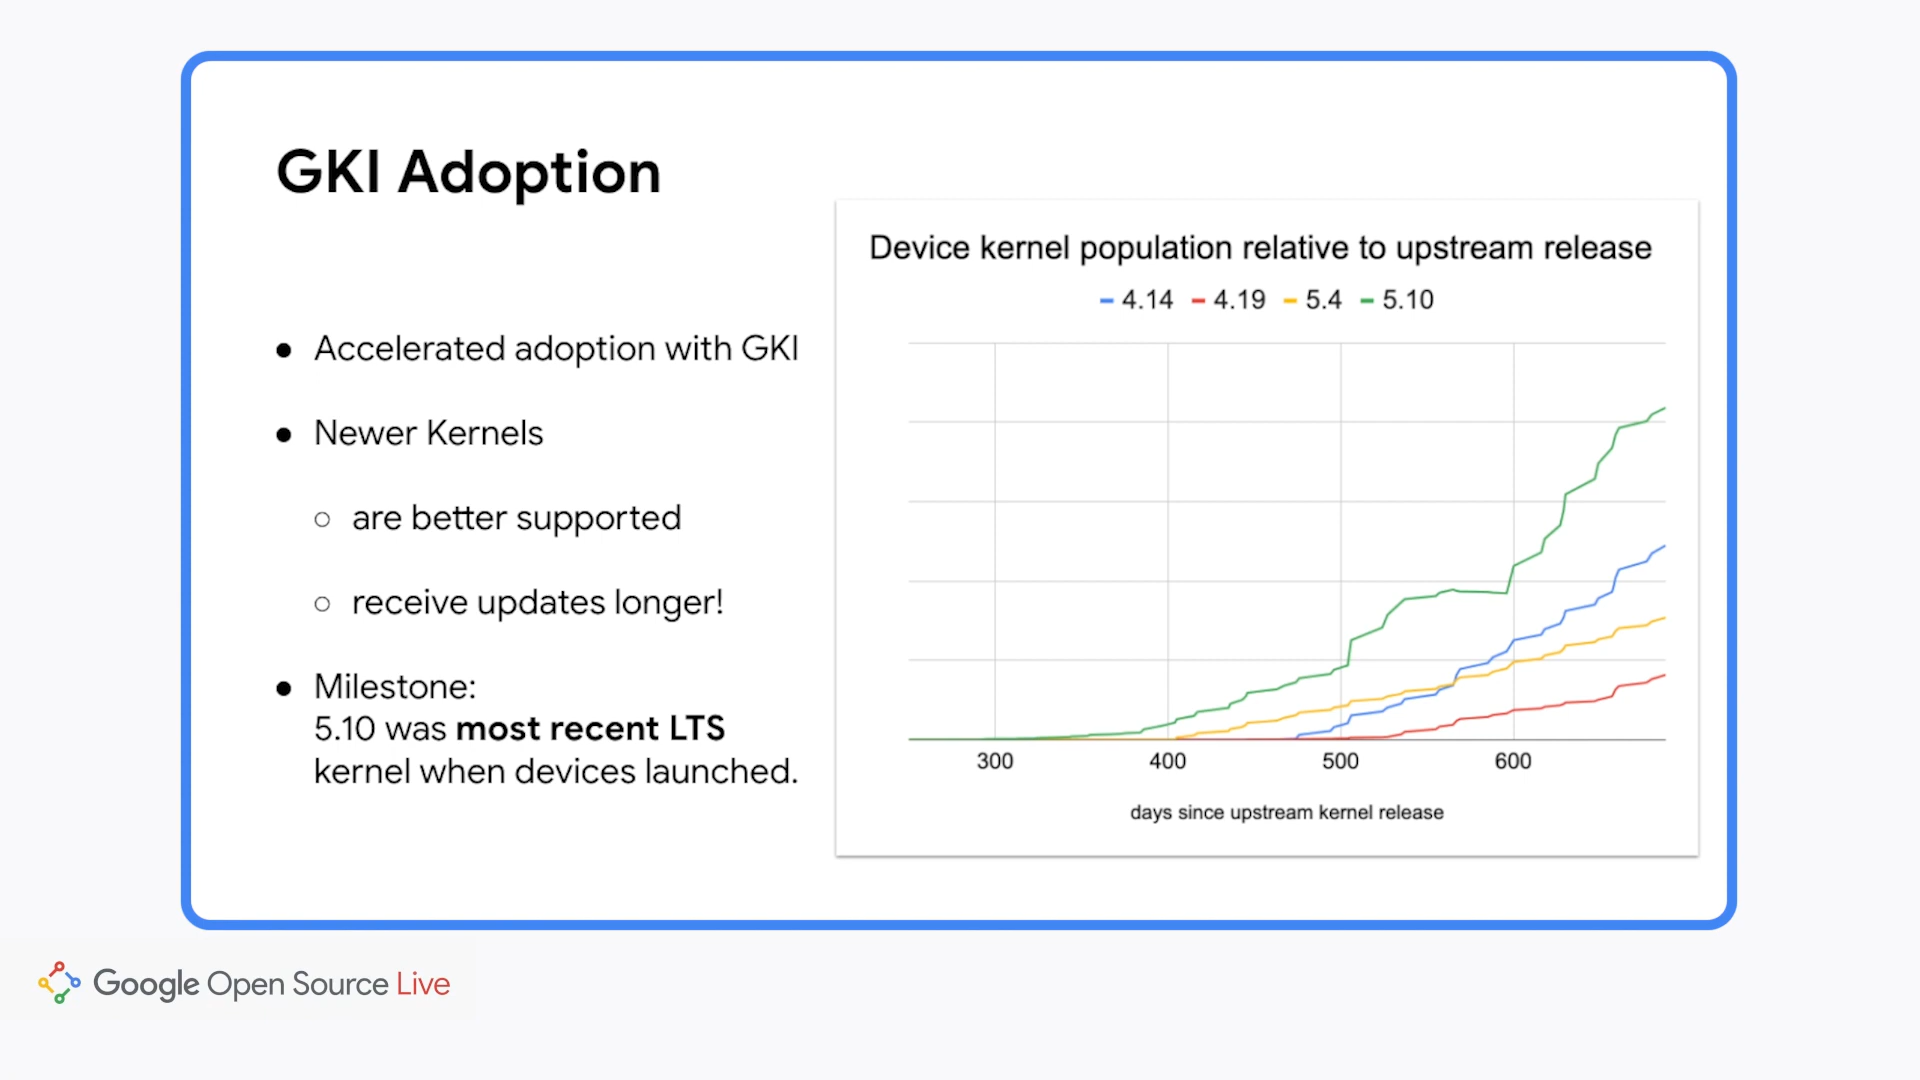 GKI Adoption
● Accelerated adoption with GKI
● Newer Kernels
○ are better supported
○ receive updates longer!
● Milestone:
5.10 was most recent LTS
kernel when devices launched.
Device kernel population relative to upstream release
4.14 4.19 5.4 5.10
300 400 500 600
days since upstream kernel release
Google Open Source Live